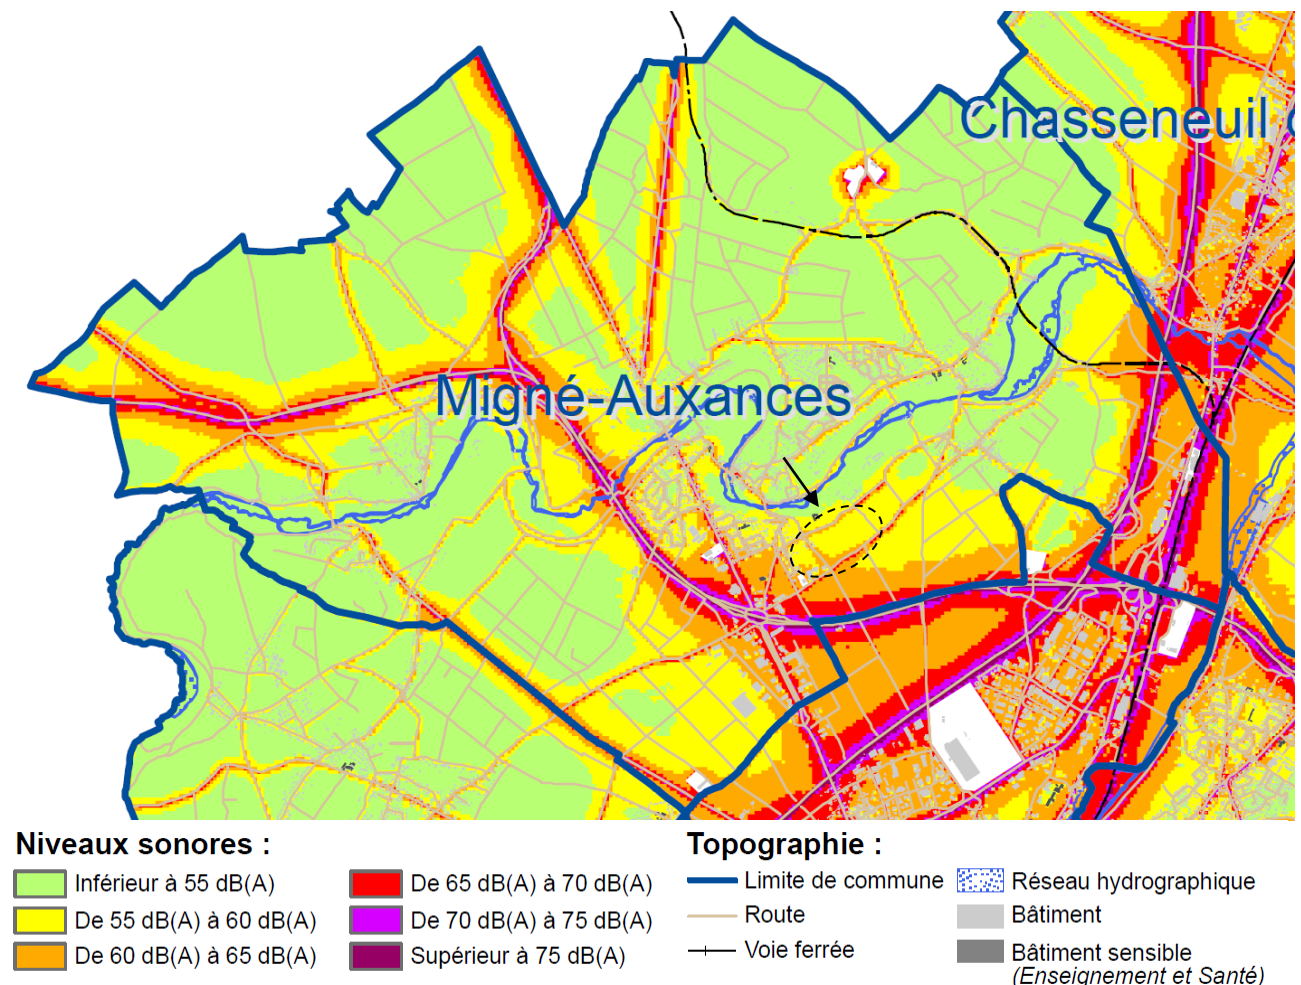 Chasseneuil
Migné-Auxances
Niveaux sonores :
Inférieur à 55 dB(A)
De 55 dB(A) à 60 dB(A)
De 60 dB(A) à 65 dB(A)
De 65 dB(A) à 70 dB(A)
De 70 dB(A) à 75 dB(A)
Supérieur à 75 dB(A)
Topographie :
Limite de commune
Route
Voie ferrée
Réseau hydrographique
Bâtiment
Bâtiment sensible
(Enseignement et Santé)